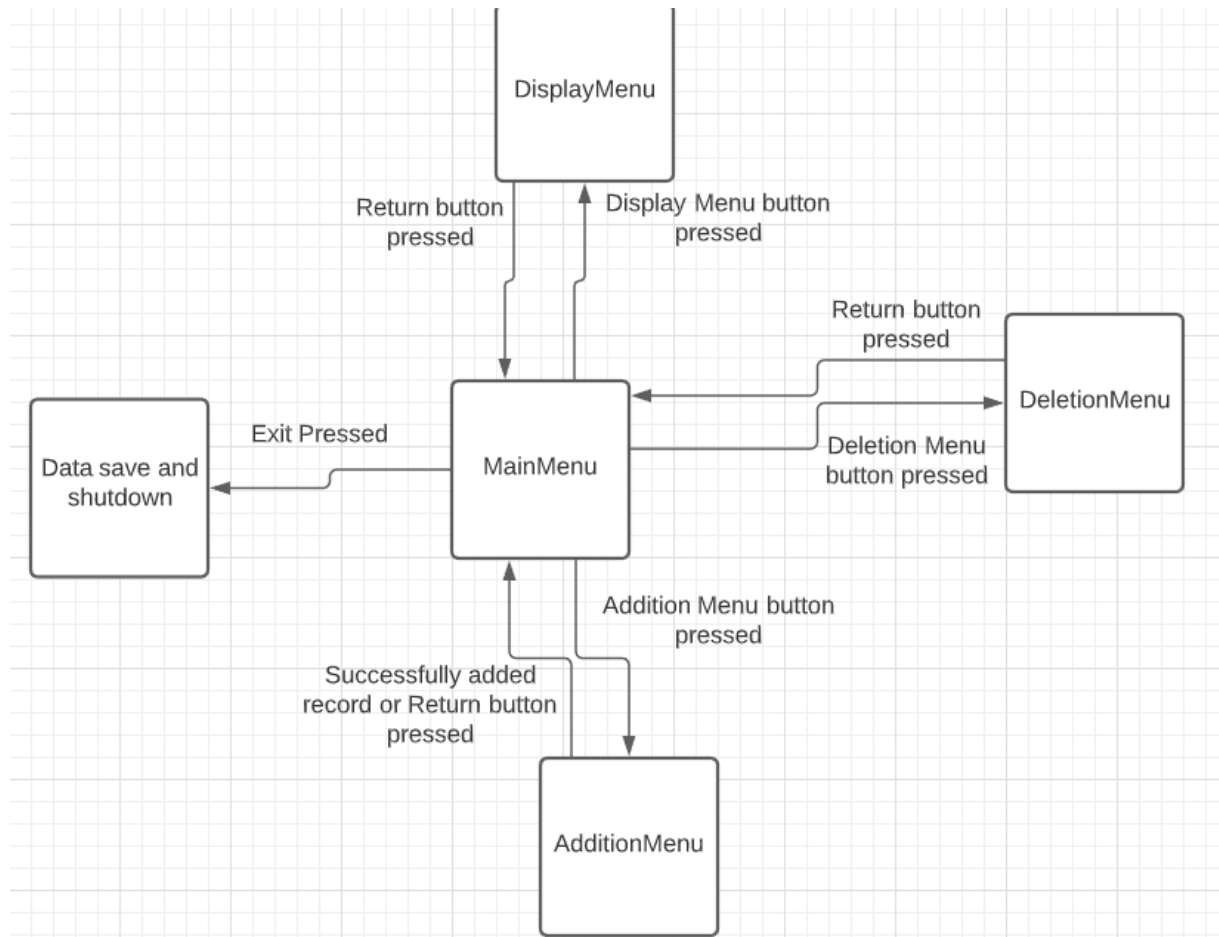 DisplayMenu
Return button
pressed
Display Menu button
pressed
Return button
pressed
DeletionMenu
Exit Pressed
Data save and
shutdown
MainMenu
Deletion Menu
button pressed
Addition Menu button
pressed
Successfully added
record or Return button
pressed
AdditionMenu